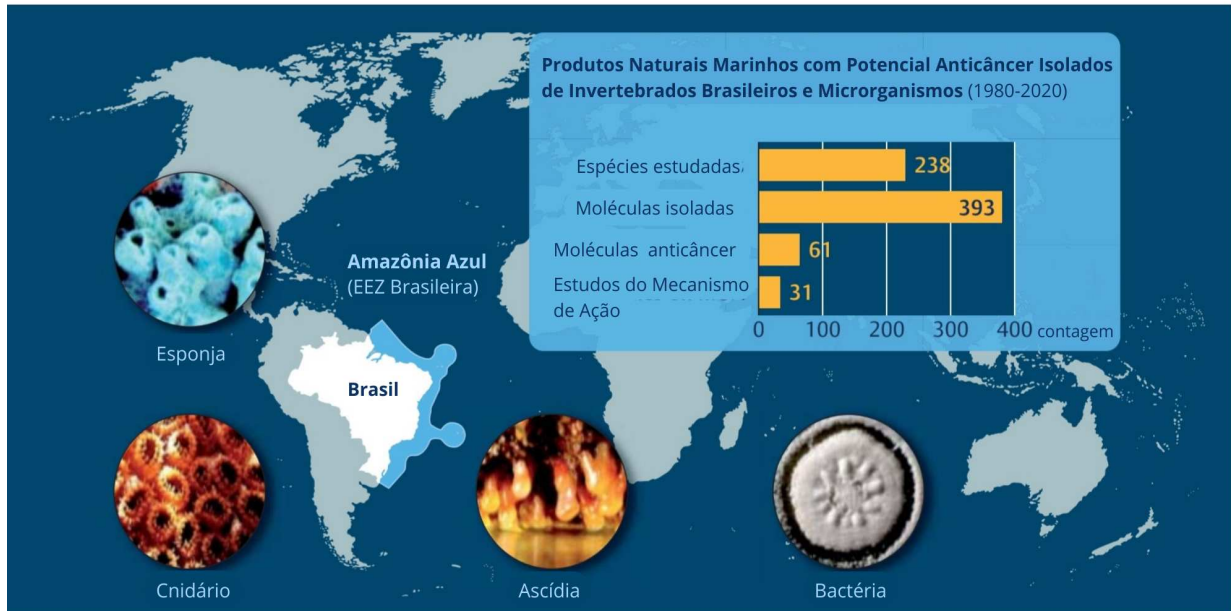 Produtos Naturais Marinhos com Potencial Anticâncer Isolados
de Invertebrados Brasileiros e Microrganismos (1980-2020)
Espécies estudadas
238
Moléculas isoladas
393
Moléculas anticâncer
61
Estudos do Mecanismo
de Ação
31
0 100 200 300 400 contagem
Amazônia Azul
(EEZ Brasileira)
Esponja
Brasil
Cnidário
Ascídia
Bactéria